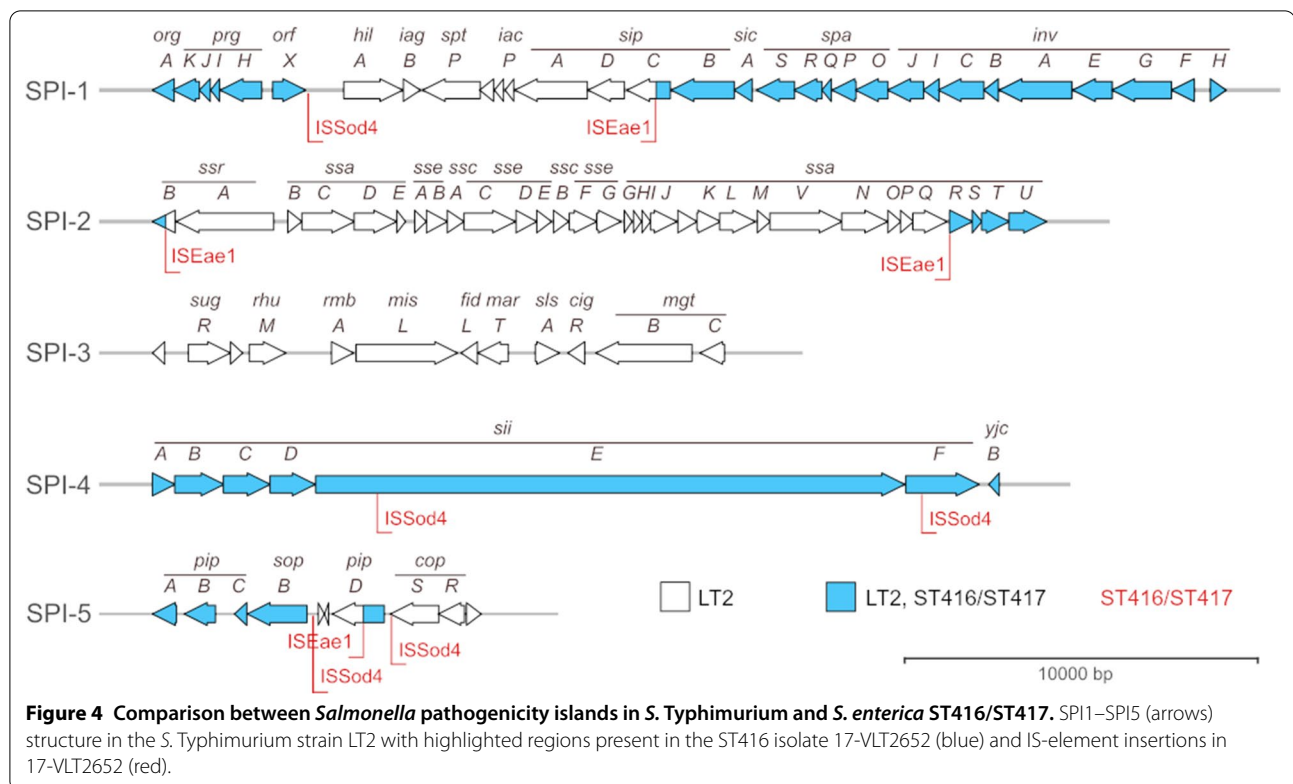 org prg orf hil iag spt iac sip sic spa inv
A K J I H X A B P P A D C B A S R Q P O J I C B A E G F H
SPI-1
ISSod4 ISEae1
ssr ssa sse ssc sse ssc sse ssa
B A B C D E A B A C D E B F G G H I J K L M V N O P Q R S T U
SPI-2
ISEae1 ISEae1
sug rhu rmb mis fid mar sls cig mgt
R M A L L T A R B C
SPI-3
sii yjc
A B C D E F B
SPI-4
ISSod4 ISSod4
pip sop pip cop
A B C B D S R
SPI-5
LT2 LT2, ST416/ST417 ST416/ST417
ISEae1 ISSod4
ISSod4
10000 bp
Figure 4 Comparison between Salmonella pathogenicity islands in S. Typhimurium and S. enterica ST416/ST417. SPI1–SPI5 (arrows)
structure in the S. Typhimurium strain LT2 with highlighted regions present in the ST416 isolate 17-VLT2652 (blue) and IS-element insertions in
17-VLT2652 (red).